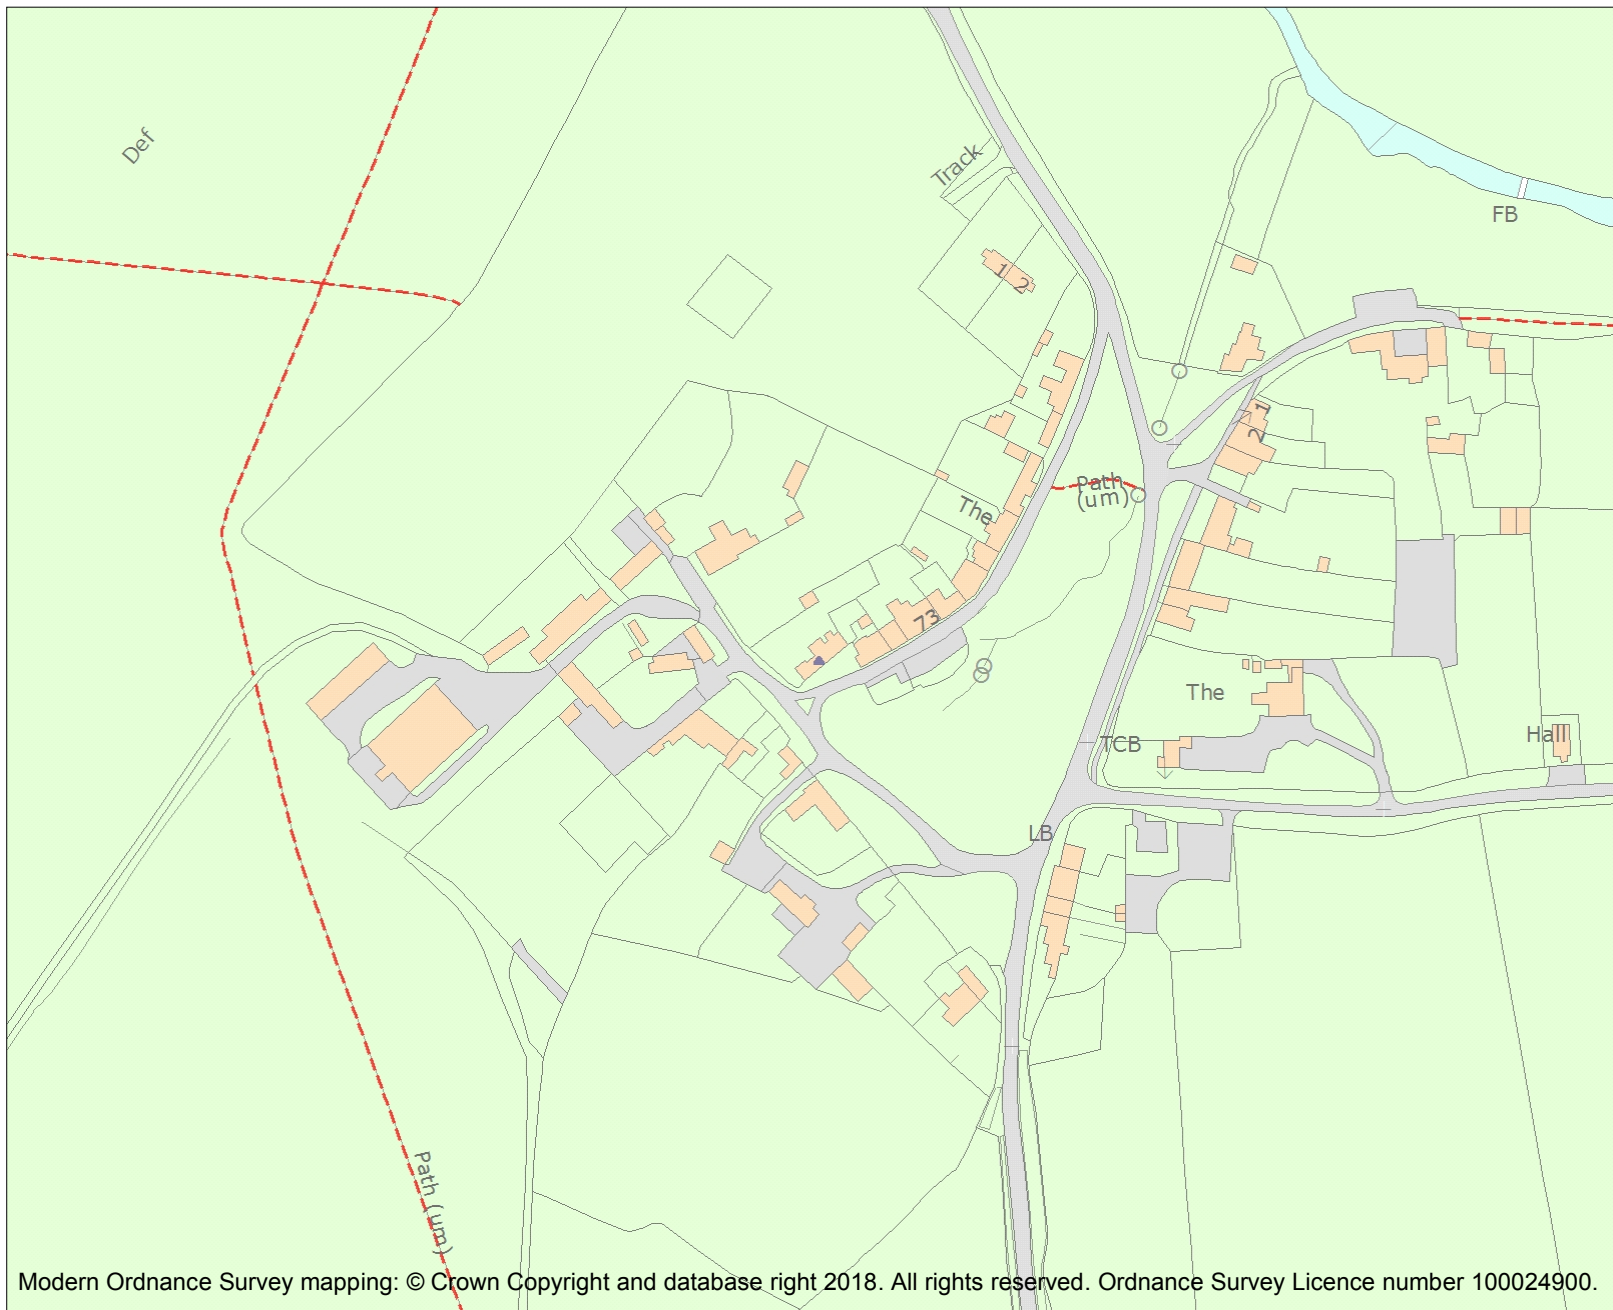 Def
Track
FB
1
2
1
2
Path
(um)
The
73
The
TCB
Hall
LB
Path (um)
Modern Ordnance Survey mapping: © Crown Copyright and database right 2018. All rights reserved. Ordnance Survey Licence number 100024900.